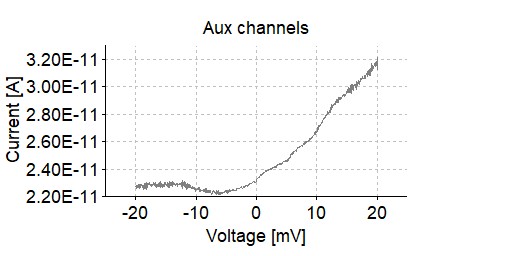 Aux channels
3.20E-11
3.00E-11
2.80E-11
2.60E-11
2.40E-11
2.20E-11
Current [A]
-20 -10 0 10 20
Voltage [mV]